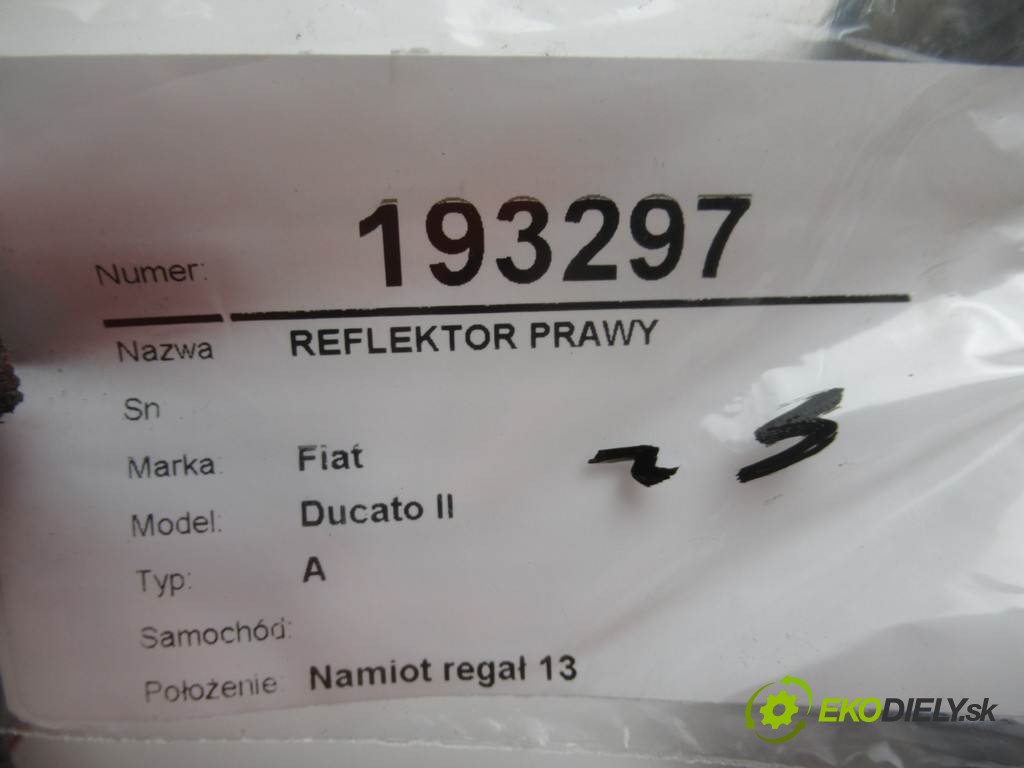 Numer: 193297
Nazwa REFLEKTOR PRAWY
Sn
Marka: Fiat
Model: Ducato II
Typ: A
Samochód:
Położenie Namiot regał 13
EKODIELY.sk